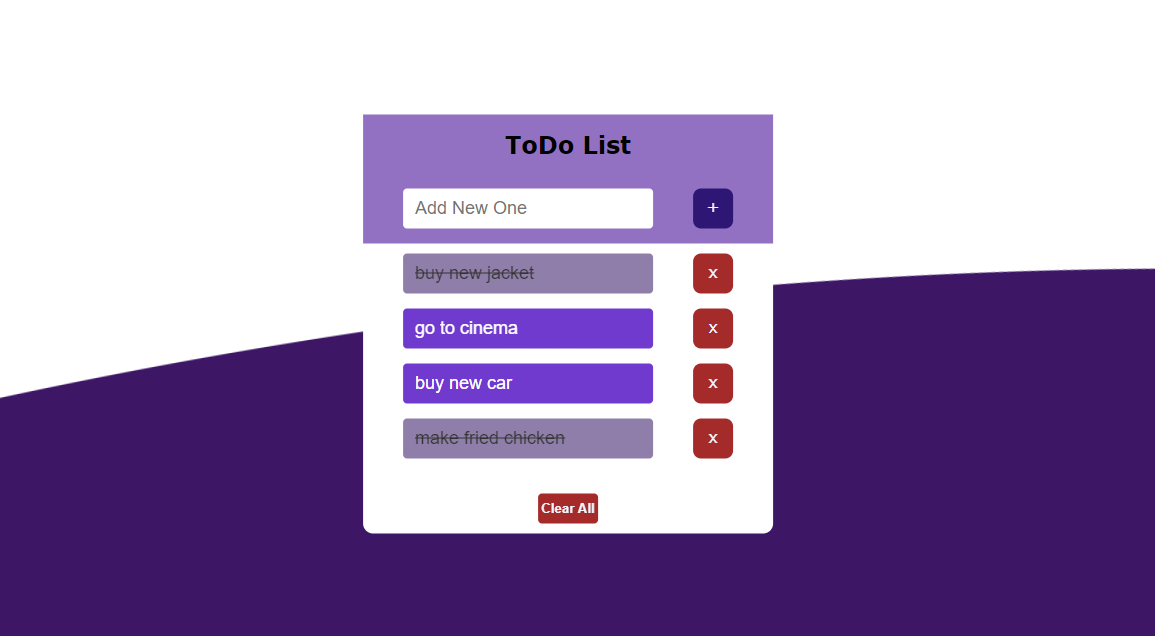 ToDo List
Add New One +
buy new jacket x
go to cinema x
buy new car x
make fried chicken x
Clear All